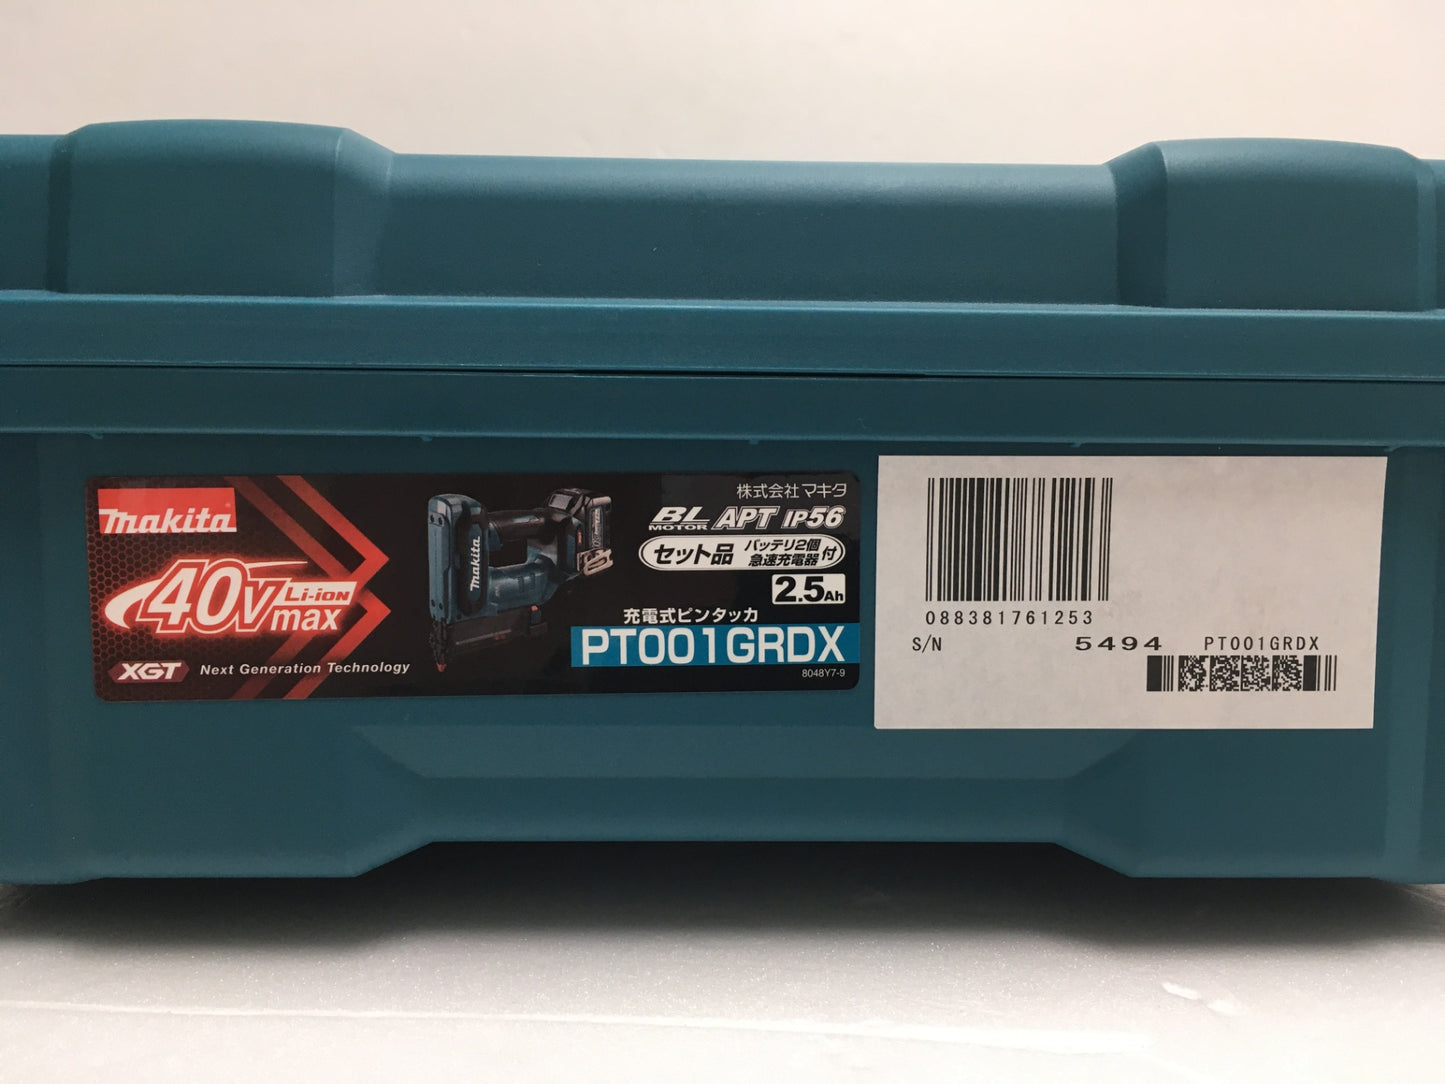 makita
40Vmax Li-ion
XGT Next Generation Technology
makita
株式会社マキタ
BL MOTOR APT IP56
セット品 バッテリ2個 急速充電器 付
2.5Ah
充電式ピンタッカ
PT001GRDX
8048Y7-9
088381761253
S/N 5494 PT001GRDX